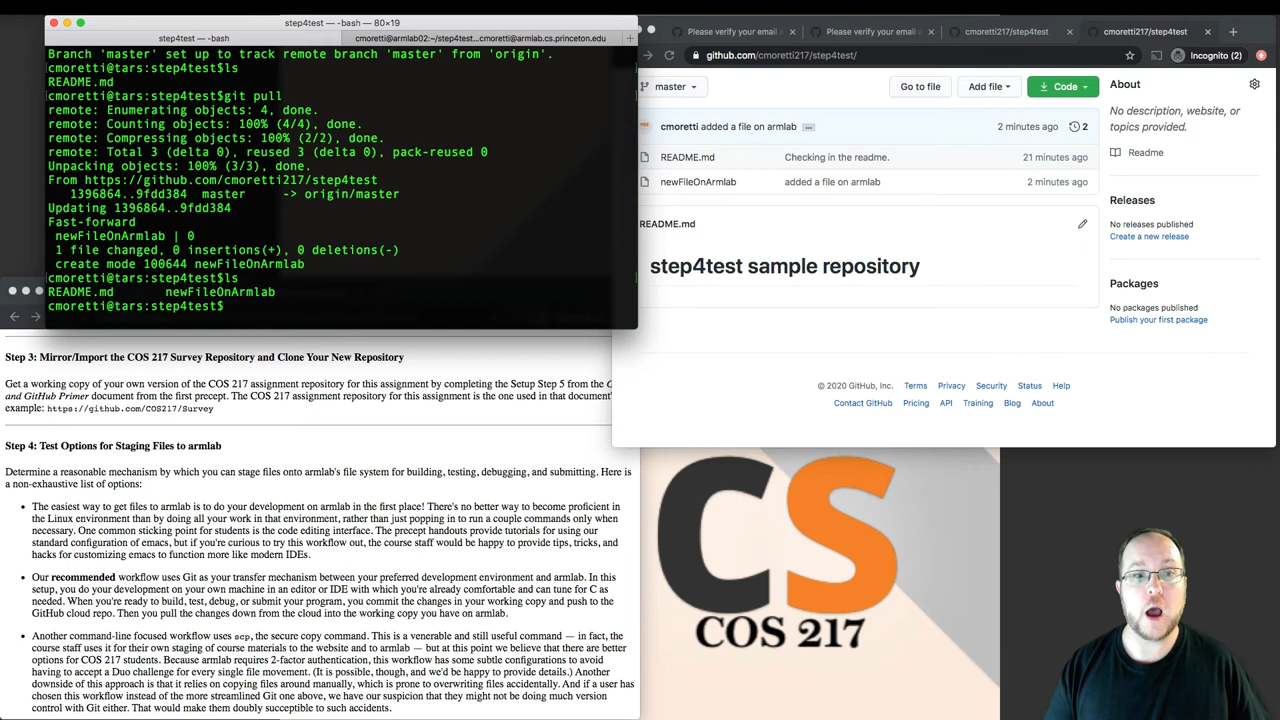 step4test — -bash — 80×19
step4test — -bash
cmoretti@armlab02:~/step4test...cmoretti@armlab.cs.princeton.edu
Branch 'master' set up to track remote branch 'master' from 'origin'.
cmoretti@tars:step4test$ls
README.md
cmoretti@tars:step4test$git pull
remote: Enumerating objects: 4, done.
remote: Counting objects: 100% (4/4), done.
remote: Compressing objects: 100% (2/2), done.
remote: Total 3 (delta 0), reused 3 (delta 0), pack-reused 0
Unpacking objects: 100% (3/3), done.
From https://github.com/cmoretti217/step4test
1396864..9fdd384 master -> origin/master
Updating 1396864..9fdd384
Fast-forward
newFileOnArmlab | 0
1 file changed, 0 insertions(+), 0 deletions(-)
create mode 100644 newFileOnArmlab
cmoretti@tars:step4test$ls
README.md newFileOnArmlab
cmoretti@tars:step4test$
Please verify your email
Please verify your email
cmoretti217/step4test
cmoretti217/step4test
github.com/cmoretti217/step4test/
Incognito (2)
master
Go to file
Add file
Code
cmoretti added a file on armlab
2 minutes ago
2
README.md
Checking in the readme.
21 minutes ago
newFileOnArmlab
added a file on armlab
2 minutes ago
README.md
step4test sample repository
About
No description, website, or
topics provided.
Readme
Releases
No releases published
Create a new release
Packages
No packages published
Publish your first package
© 2020 GitHub, Inc. Terms Privacy Security Status Help
Contact GitHub Pricing API Training Blog About
Step 3: Mirror/Import the COS 217 Survey Repository and Clone Your New Repository
Get a working copy of your own version of the COS 217 assignment repository for this assignment by completing the Setup Step 5 from the
and GitHub Primer document from the first precept. The COS 217 assignment repository for this assignment is the one used in that document'
example: https://github.com/COS217/Survey
Step 4: Test Options for Staging Files to armlab
Determine a reasonable mechanism by which you can stage files onto armlab's file system for building, testing, debugging, and submitting. Here is
a non-exhaustive list of options:
• The easiest way to get files to armlab is to do your development on armlab in the first place! There's no better way to become proficient in
the Linux environment than by doing all your work in that environment, rather than just popping in to run a couple commands only when
necessary. One common sticking point for students is the code editing interface. The precept handouts provide tutorials for using our
standard configuration of emacs, but if you're curious to try this workflow out, the course staff would be happy to provide tips, tricks, and
hacks for customizing emacs to function more like modern IDEs.
• Our recommended workflow uses Git as your transfer mechanism between your preferred development environment and armlab. In this
setup, you do your development on your own machine in an editor or IDE with which you're already comfortable and can tune for C as
needed. When you're ready to build, test, debug, or submit your program, you commit the changes in your working copy and push to the
GitHub cloud repo. Then you pull the changes down from the cloud into the working copy you have on armlab.
• Another command-line focused workflow uses scp, the secure copy command. This is a venerable and still useful command — in fact, the
course staff uses it for their own staging of course materials to the website and to armlab — but at this point we believe that there are better
options for COS 217 students. Because armlab requires 2-factor authentication, this workflow has some subtle configurations to avoid
having to accept a Duo challenge for every single file movement. (It is possible, though, and we'd be happy to provide details.) Another
downside of this approach is that it relies on copying files around manually, which is prone to overwriting files accidentally. And if a user has
chosen this workflow instead of the more streamlined Git one above, we have our suspicion that they might not be doing much version
control with Git either. That would make them doubly susceptible to such accidents.
CS
COS 217